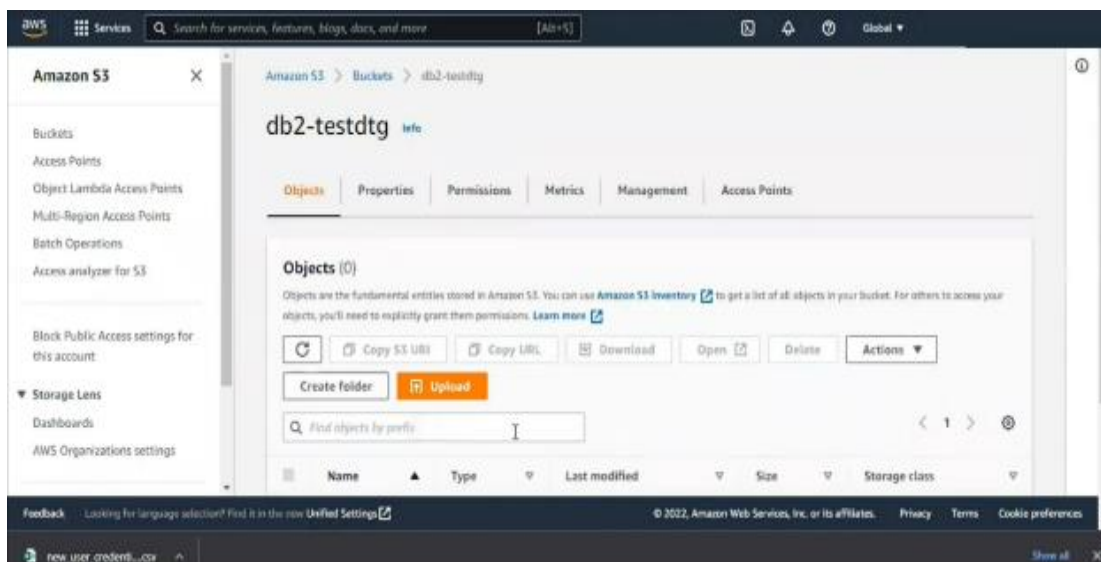 aws Services Search for services, features, blogs, docs, and more [Alt+S] Global
Amazon S3
Buckets
Access Points
Object Lambda Access Points
Multi-Region Access Points
Batch Operations
Access analyzer for S3
Block Public Access settings for
this account
Storage Lens
Dashboards
AWS Organizations settings
Amazon S3 > Buckets > db2-testdtg
db2-testdtg Info
Objects Properties Permissions Metrics Management Access Points
Objects (0)
Objects are the fundamental entities stored in Amazon S3. You can use Amazon S3 Inventory to get a list of all objects in your bucket. For others to access your
objects, you'll need to explicitly grant them permissions. Learn more
Copy S3 URI Copy URL Download Open Delete Actions
Create folder Upload
Find objects by prefix < 1 >
Name Type Last modified Size Storage class
Feedback Looking for language selection? Find it in the new Unified Settings © 2022, Amazon Web Services, Inc. or its affiliates. Privacy Terms Cookie preferences
new user credenti...csv Show all